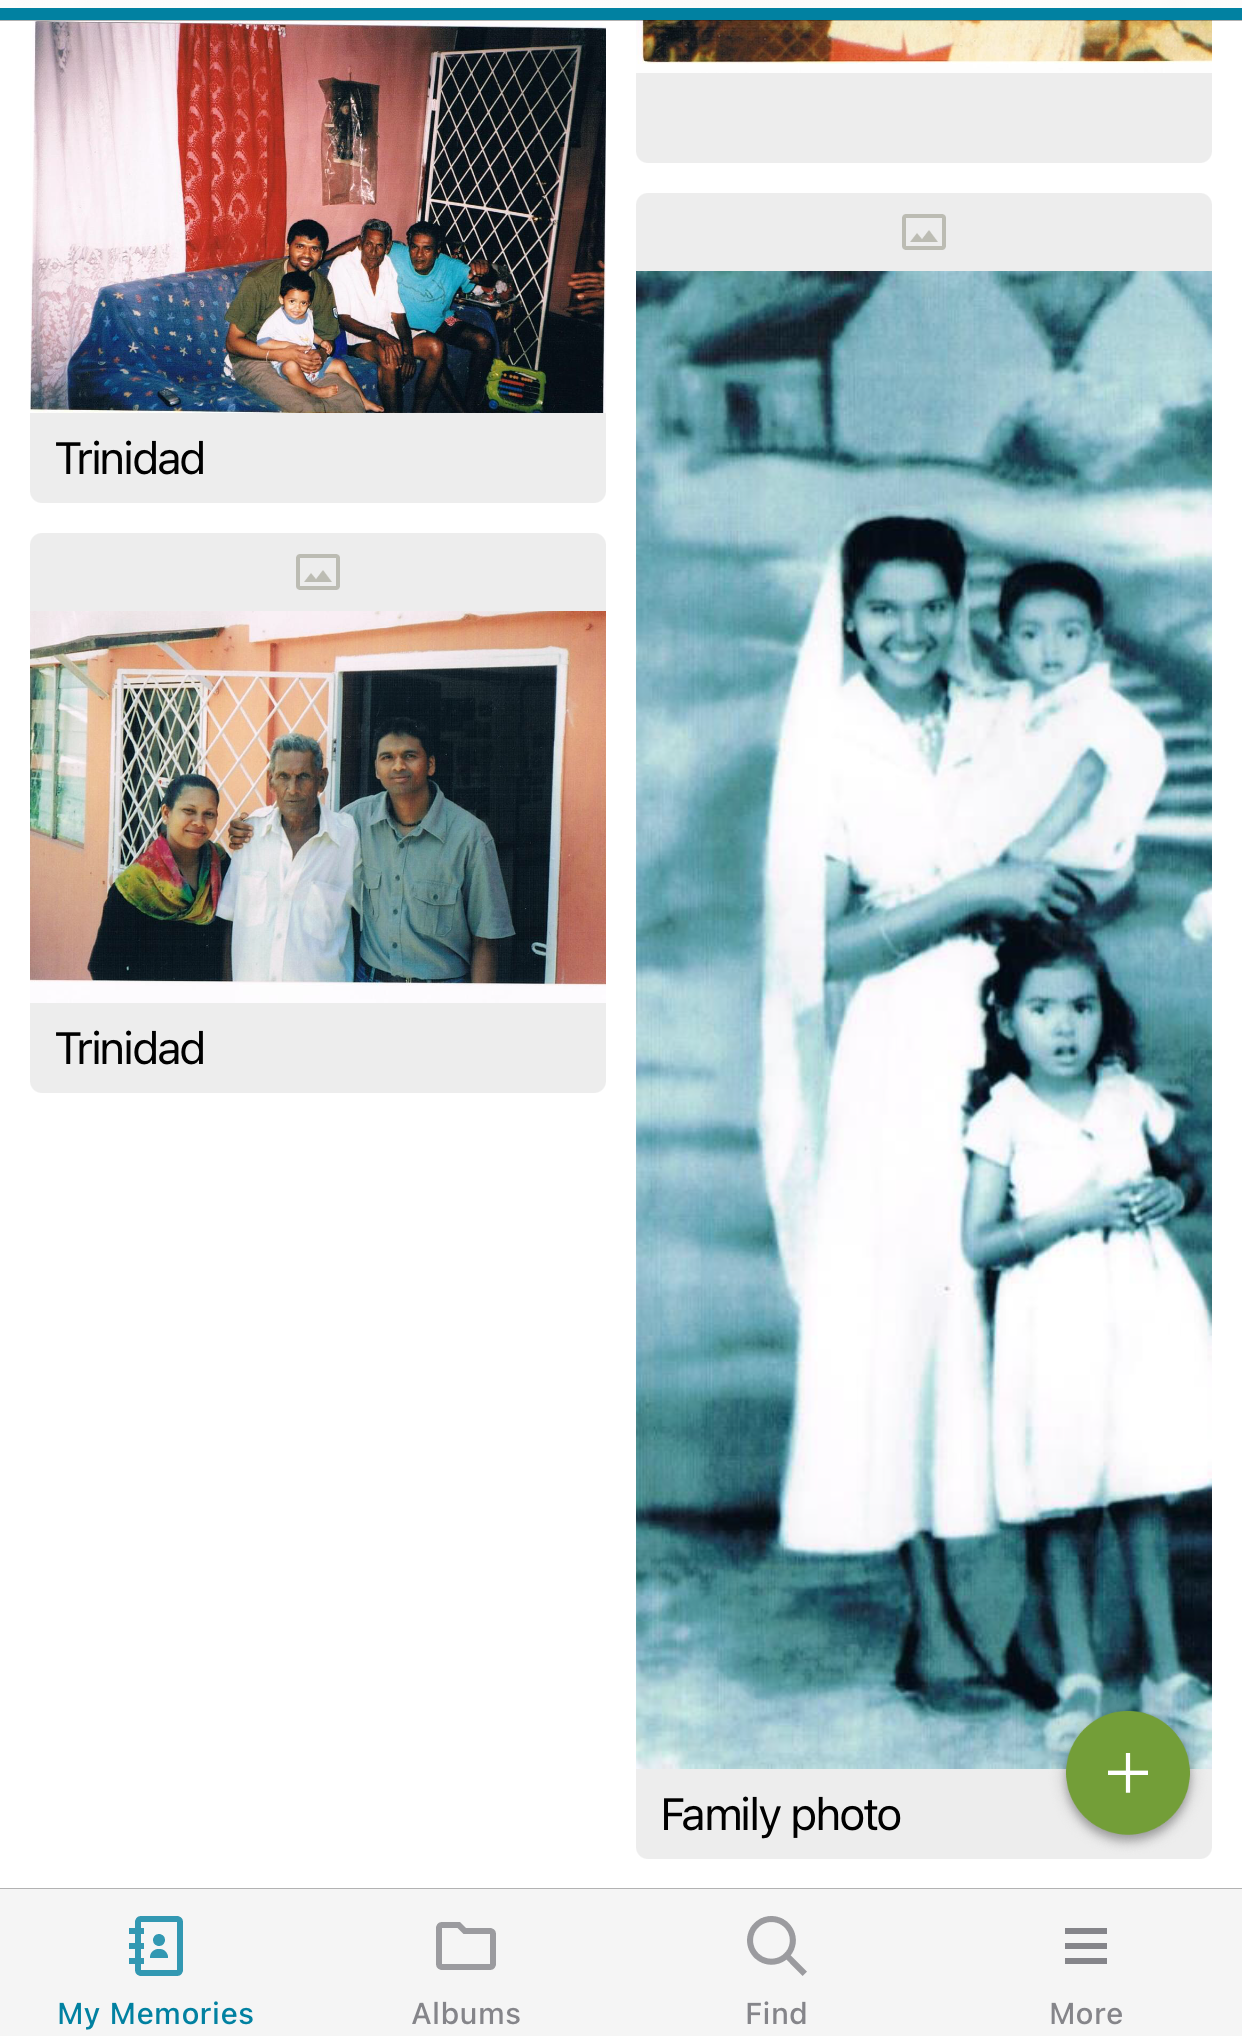 Trinidad
Trinidad
Family photo
My Memories
Albums
Find
More